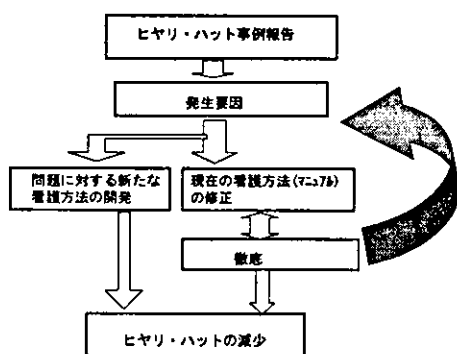 ヒヤリ・ハット事例報告
発生要因
問題に対する新たな
看護方法の開発
現在の看護方法(マニュアル)
の修正
徹底
ヒヤリ・ハットの減少